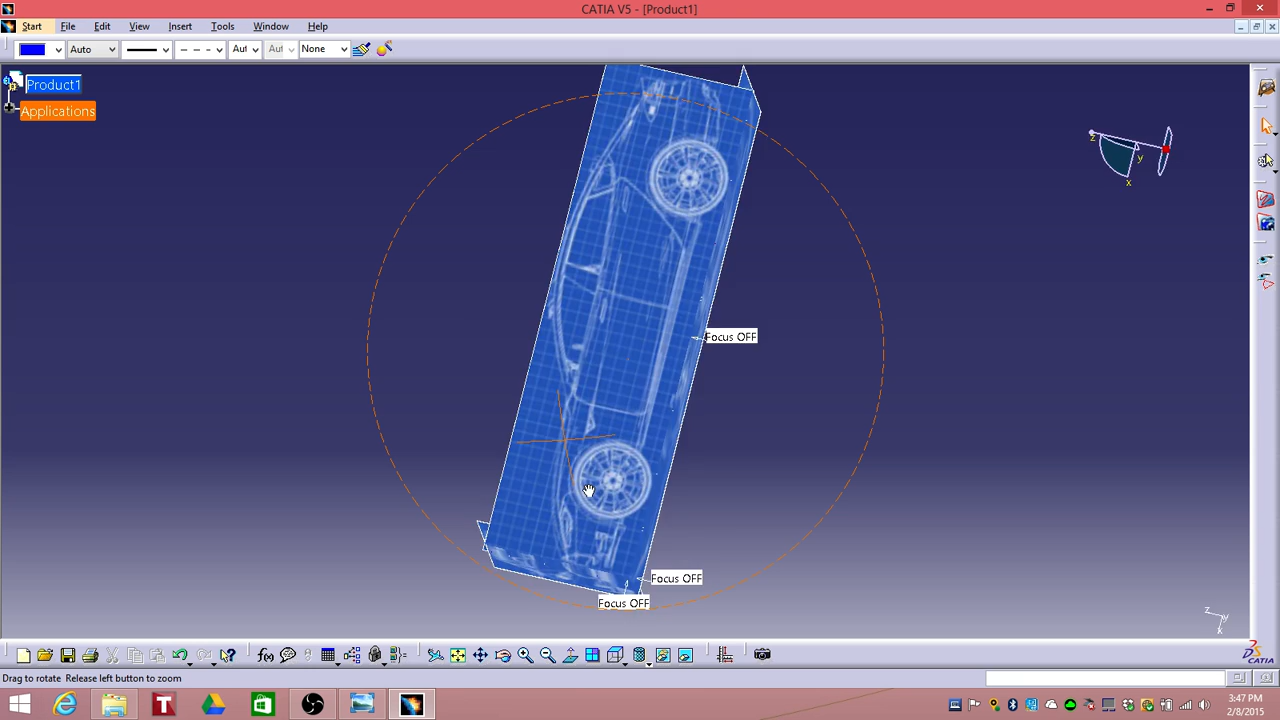 CATIA V5 - [Product1]
Start File Edit View Insert Tools Window Help
Auto Aut Aut None
Product1
Applications
z y x
Focus OFF
Focus OFF
Focus OFF
z y x
f(x)
Drag to rotate Release left button to zoom
3:47 PM
2/8/2015